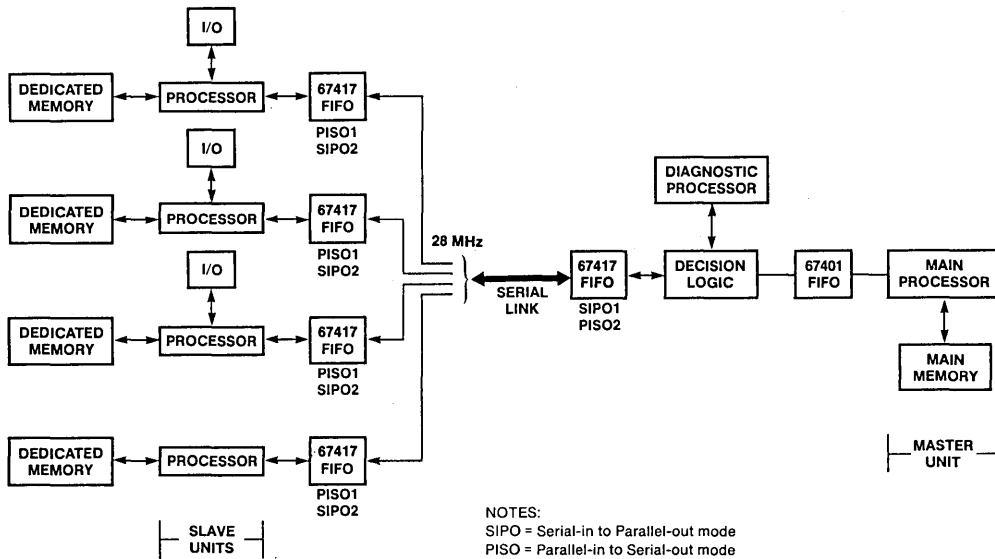 I/O
DEDICATED
MEMORY
PROCESSOR
67417
FIFO
PISO1
SIPO2
I/O
DEDICATED
MEMORY
PROCESSOR
67417
FIFO
PISO1
SIPO2
I/O
DEDICATED
MEMORY
PROCESSOR
67417
FIFO
PISO1
SIPO2
DEDICATED
MEMORY
PROCESSOR
67417
FIFO
PISO1
SIPO2
SLAVE
UNITS
28 MHz
SERIAL
LINK
67417
FIFO
SIPO1
PISO2
DIAGNOSTIC
PROCESSOR
DECISION
LOGIC
67401
FIFO
MAIN
PROCESSOR
MAIN
MEMORY
MASTER
UNIT
NOTES:
SIPO = Serial-in to Parallel-out mode
PISO = Parallel-in to Serial-out mode